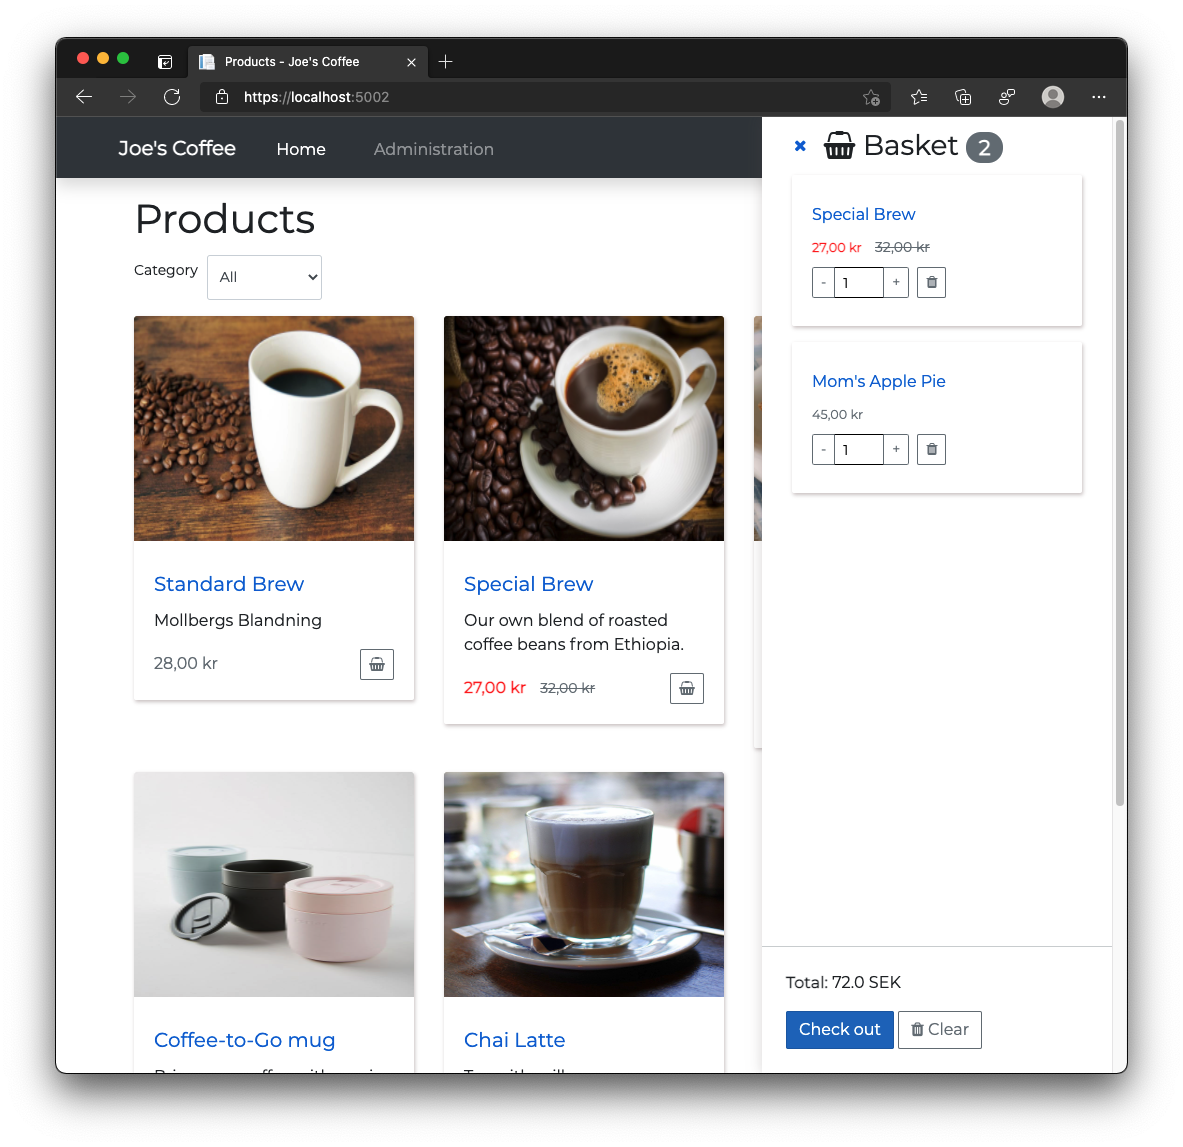 Products - Joe's Coffee
https://localhost:5002
Joe's Coffee Home Administration
Products
Category All
Standard Brew
Mollbergs Blandning
28,00 kr
Special Brew
Our own blend of roasted
coffee beans from Ethiopia.
27,00 kr 32,00 kr
Coffee-to-Go mug
Chai Latte
Basket 2
Special Brew
27,00 kr 32,00 kr
- 1 +
Mom's Apple Pie
45,00 kr
- 1 +
Total: 72.0 SEK
Check out Clear